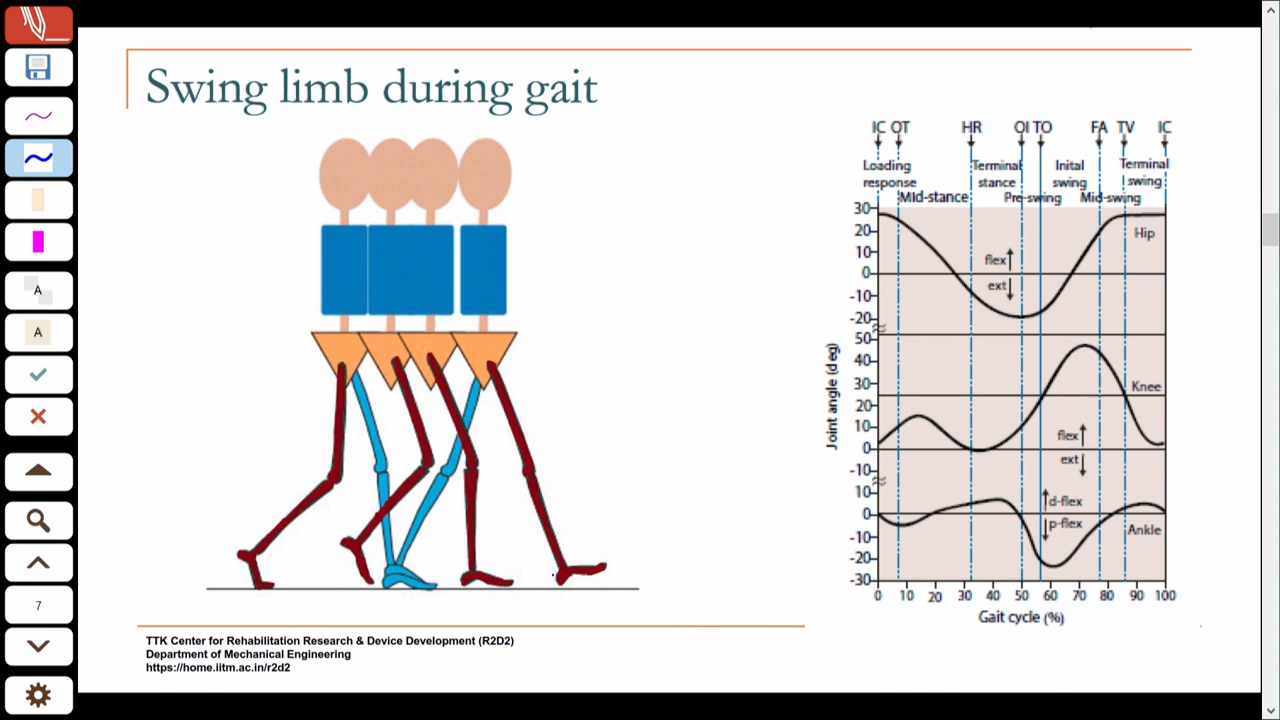 Swing limb during gait
IC OT HR OI TO FA TV IC
Loading response
Mid-stance
Terminal stance
Pre-swing
Inital swing
Mid-swing
Terminal swing
30
20
10
0
-10
-20
Hip
flex
ext
50
40
30
20
10
0
-10
Knee
flex
ext
10
0
-10
-20
-30
d-flex
p-flex
Ankle
Joint angle (deg)
0 10 20 30 40 50 60 70 80 90 100
Gait cycle (%)
TTK Center for Rehabilitation Research & Device Development (R2D2)
Department of Mechanical Engineering
https://home.iitm.ac.in/r2d2
A
A
7